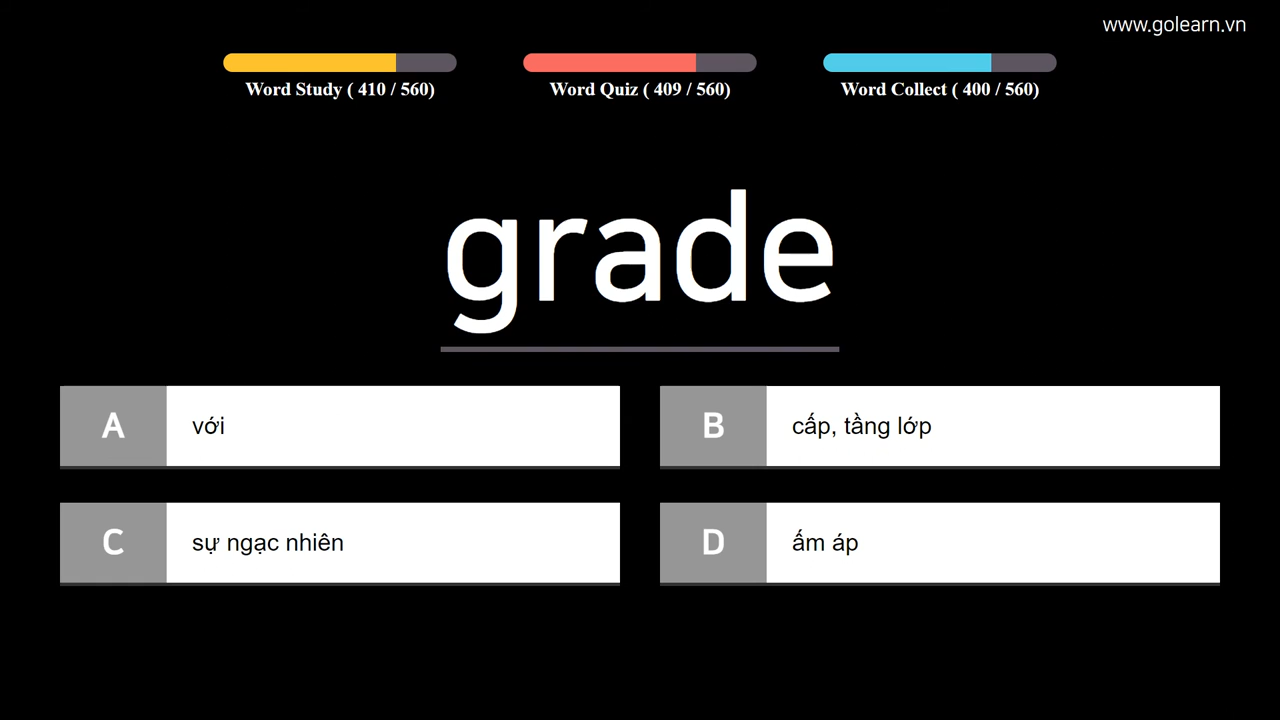 www.golearn.vn
Word Study ( 410 / 560)
Word Quiz ( 409 / 560)
Word Collect ( 400 / 560)
grade
A với
B cấp, tầng lớp
C sự ngạc nhiên
D ấm áp